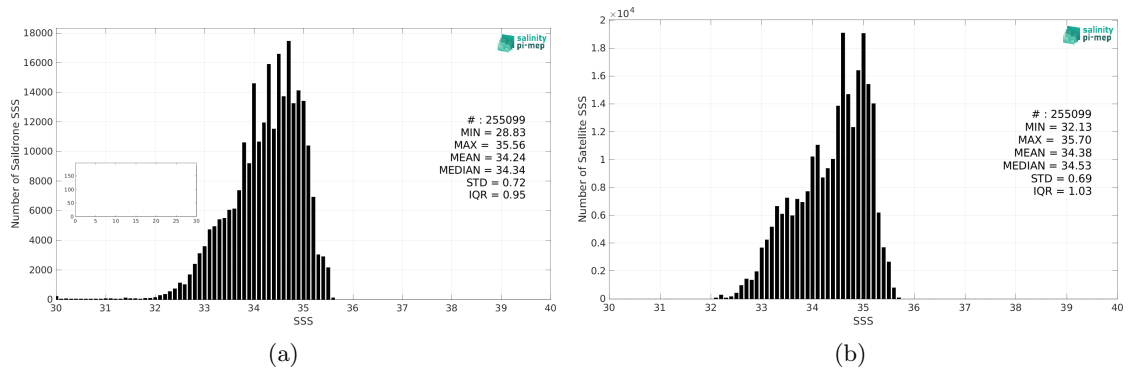 18000
16000
14000
12000
10000
8000
6000
4000
2000
0
Number of Saildrone SSS
salinity
pi-mep
# : 255099
MIN = 28.83
MAX = 35.56
MEAN = 34.24
MEDIAN = 34.34
STD = 0.72
IQR = 0.95
150
100
50
0
0 5 10 15 20 25 30
30 31 32 33 34 35 36 37 38 39 40
SSS
(a)
×10⁴
2
1.8
1.6
1.4
1.2
1
0.8
0.6
0.4
0.2
0
Number of Satellite SSS
salinity
pi-mep
# : 255099
MIN = 32.13
MAX = 35.70
MEAN = 34.38
MEDIAN = 34.53
STD = 0.69
IQR = 1.03
30 31 32 33 34 35 36 37 38 39 40
SSS
(b)